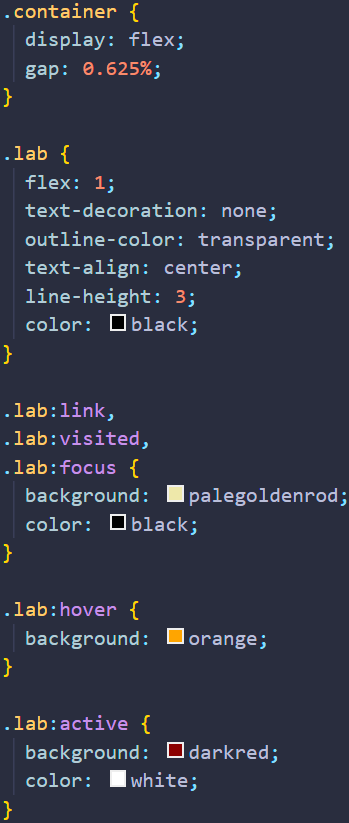 .container {
display: flex;
gap: 0.625%;
}
.lab {
flex: 1;
text-decoration: none;
outline-color: transparent;
text-align: center;
line-height: 3;
color: black;
}
.lab:link,
.lab:visited,
.lab:focus {
background: palegoldenrod;
color: black;
}
.lab:hover {
background: orange;
}
.lab:active {
background: darkred;
color: white;
}